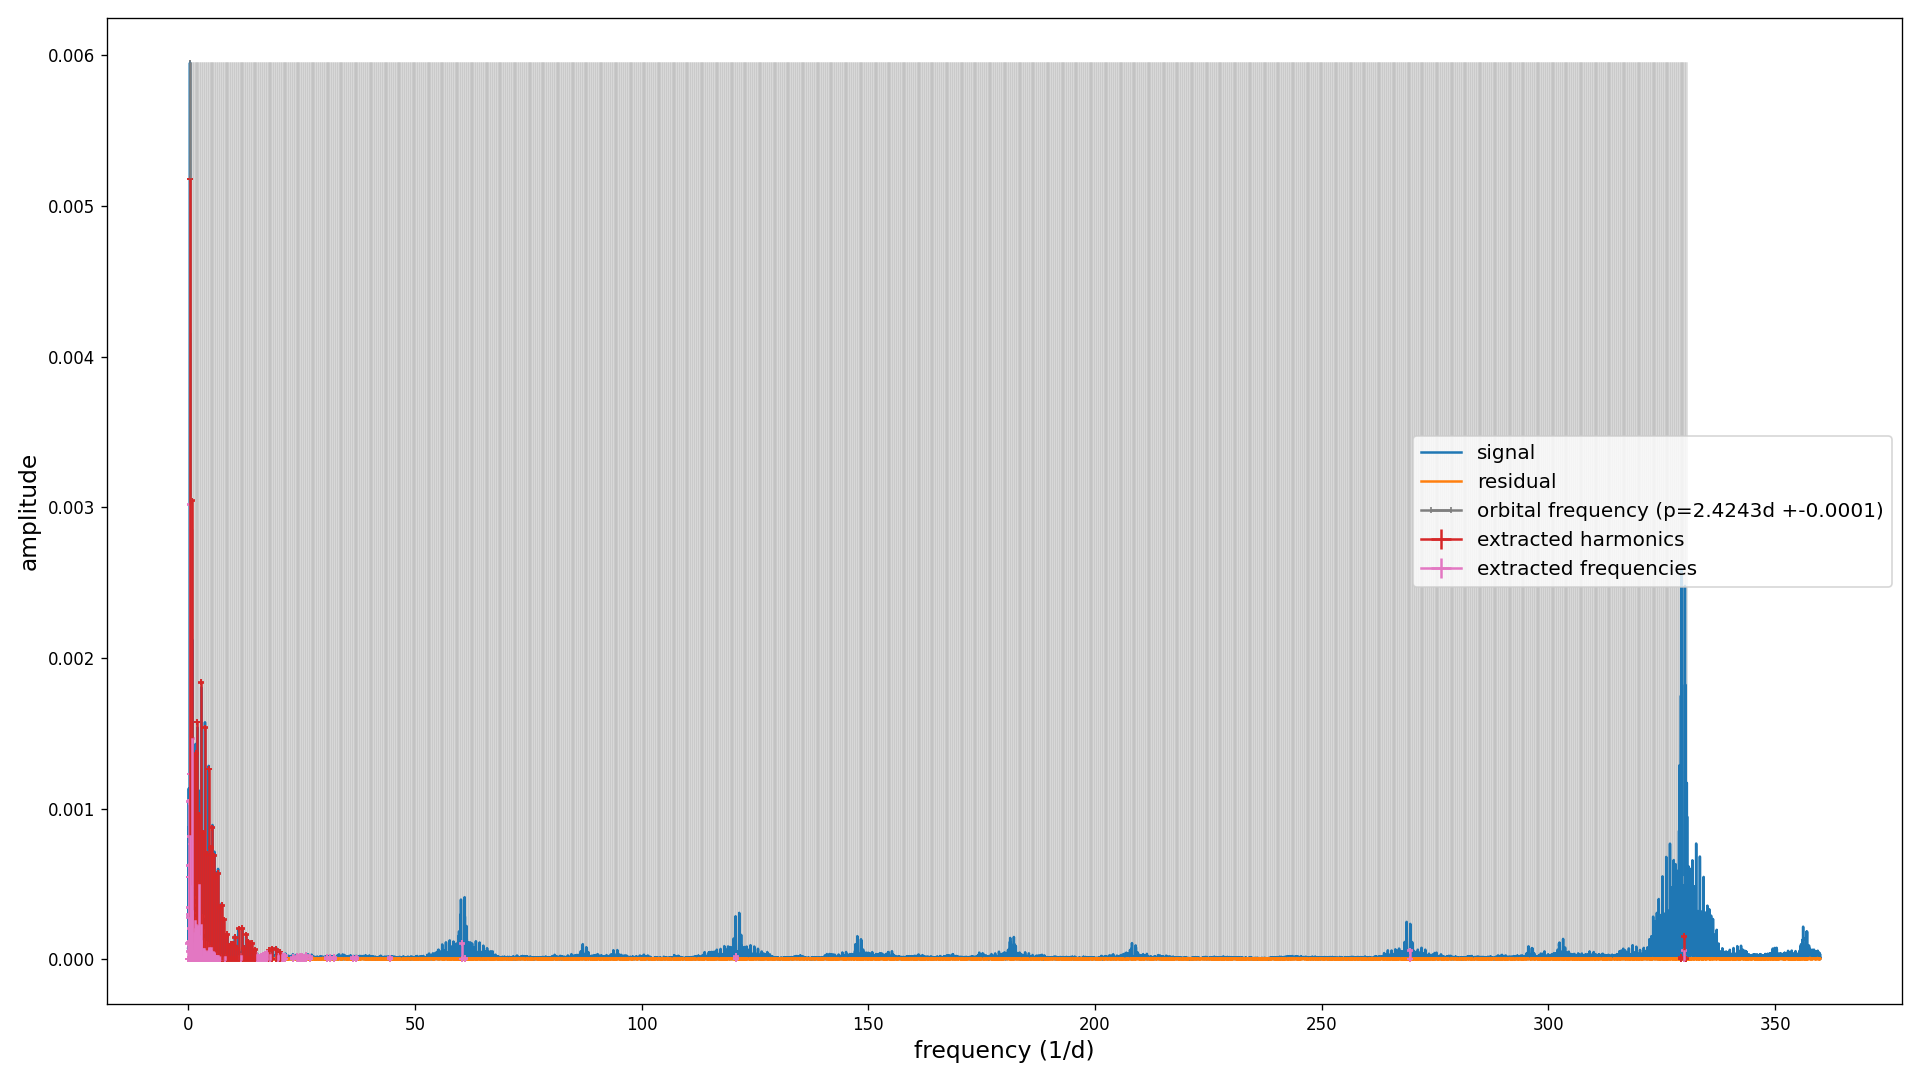 0.006
0.005
0.004
0.003
0.002
0.001
0.000
amplitude
signal
residual
orbital frequency (p=2.4243d +-0.0001)
extracted harmonics
extracted frequencies
0 50 100 150 200 250 300 350
frequency (1/d)